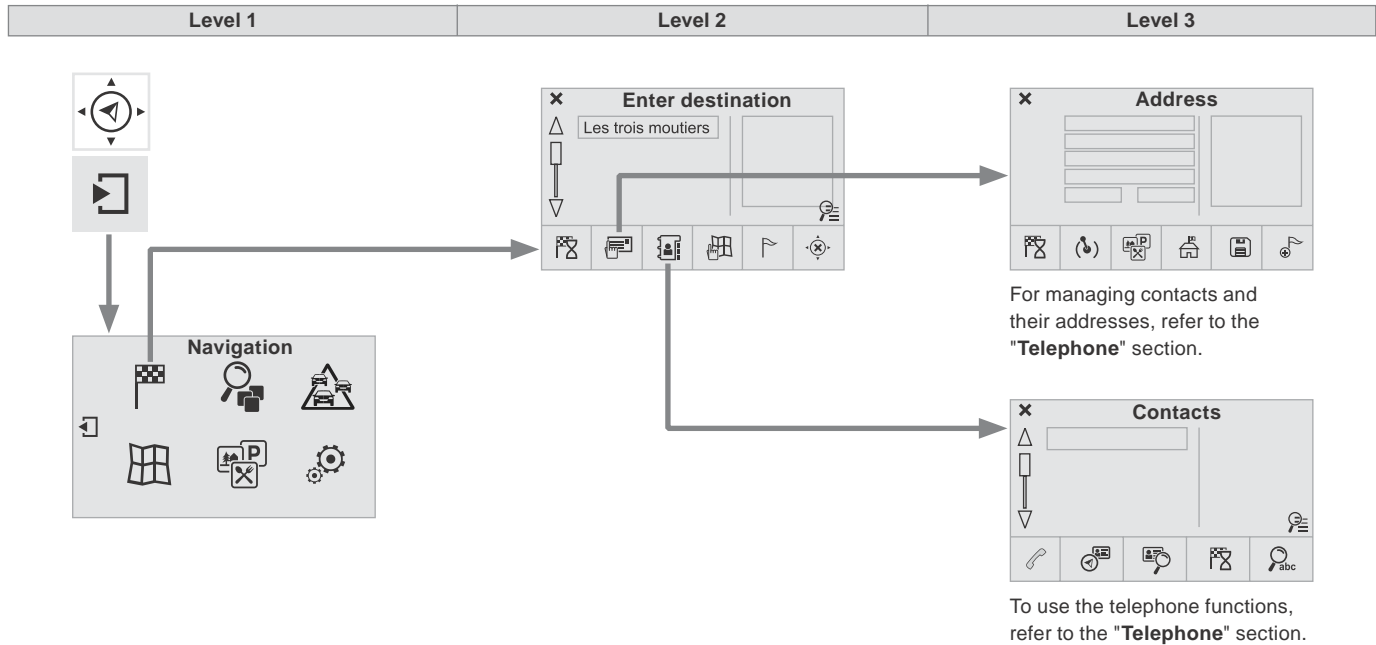 Level 1
Level 2
Level 3
Enter destination
Les trois moutiers
Address
P
P
For managing contacts and
their addresses, refer to the
"Telephone" section.
Navigation
P
Contacts
abc
To use the telephone functions,
refer to the "Telephone" section.